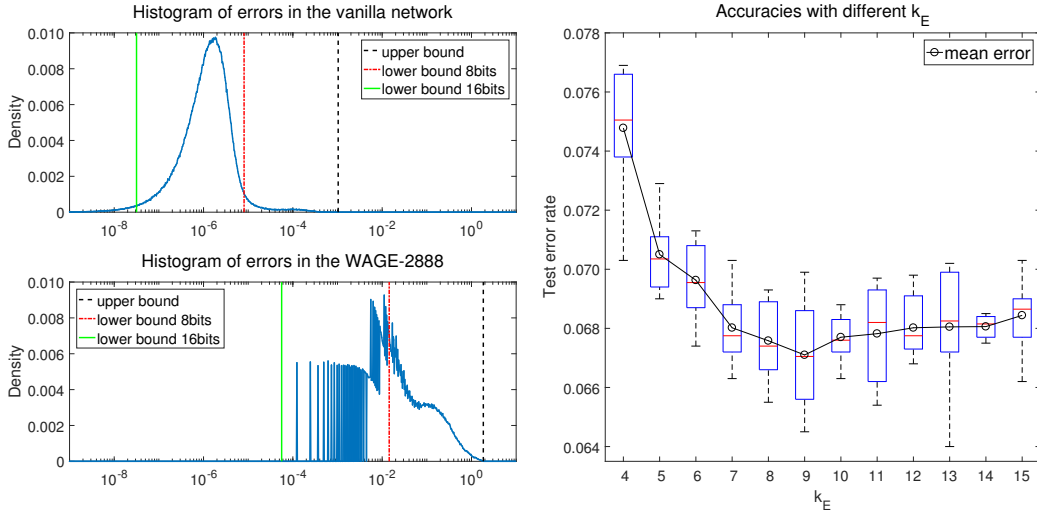 Histogram of errors in the vanilla network
0.010
0.008
0.006
0.004
0.002
0
Density
upper bound
lower bound 8bits
lower bound 16bits
10^-8 10^-6 10^-4 10^-2 10^0
Histogram of errors in the WAGE-2888
0.010
0.008
0.006
0.004
0.002
0
Density
upper bound
lower bound 8bits
lower bound 16bits
10^-8 10^-6 10^-4 10^-2 10^0
Accuracies with different k_E
0.078
0.076
0.074
0.072
0.070
0.068
0.066
0.064
Test error rate
mean error
4 5 6 7 8 9 10 11 12 13 14 15
k_E